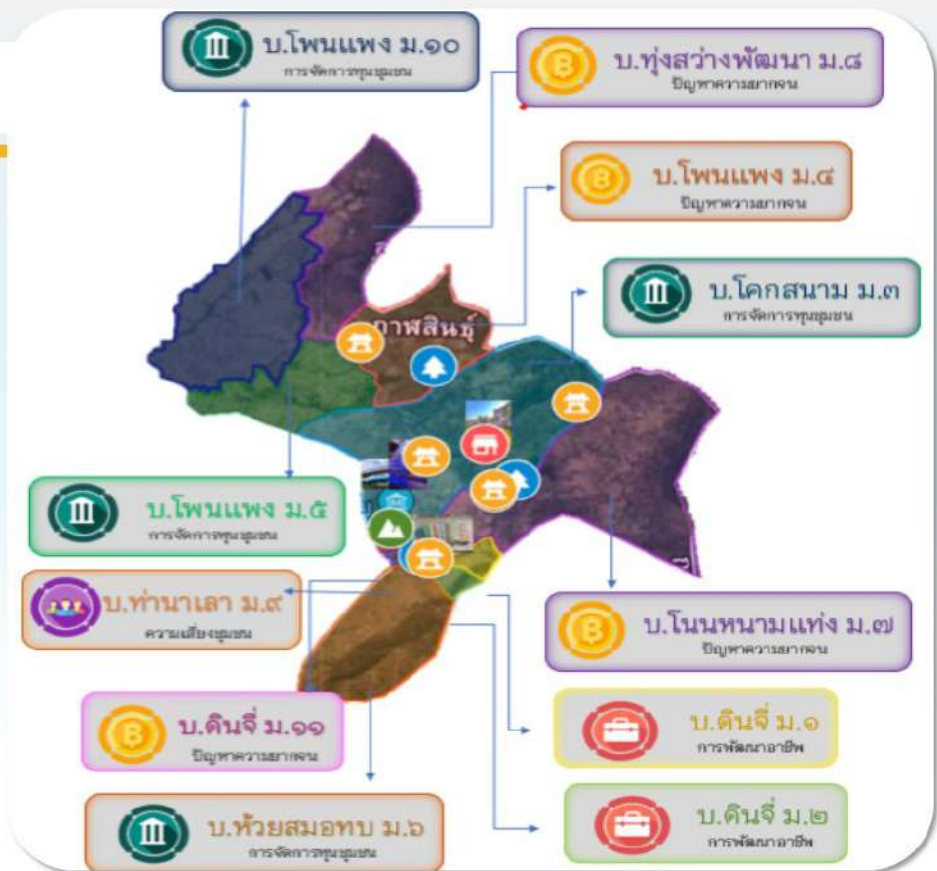 บ.โพนแพง ม.๑๐
การจัดการทุนชุมชน
บ.ทุ่งสว่างพัฒนา ม.๘
ปัญหาความยากจน
บ.โพนแพง ม.๔
ปัญหาความยากจน
บ.โคกสนาม ม.๓
การจัดการทุนชุมชน
กาฬสินธุ์
บ.โพนแพง ม.๕
การจัดการทุนชุมชน
บ.ท่านาเลา ม.๙
ความเสี่ยงชุมชน
บ.โนนหนามแท่ง ม.๗
ปัญหาความยากจน
บ.ดินจี่ ม.๑๑
ปัญหาความยากจน
บ.ดินจี่ ม.๑
การพัฒนาอาชีพ
บ.ห้วยสมอทบ ม.๖
การจัดการทุนชุมชน
บ.ดินจี่ ม.๒
การพัฒนาอาชีพ